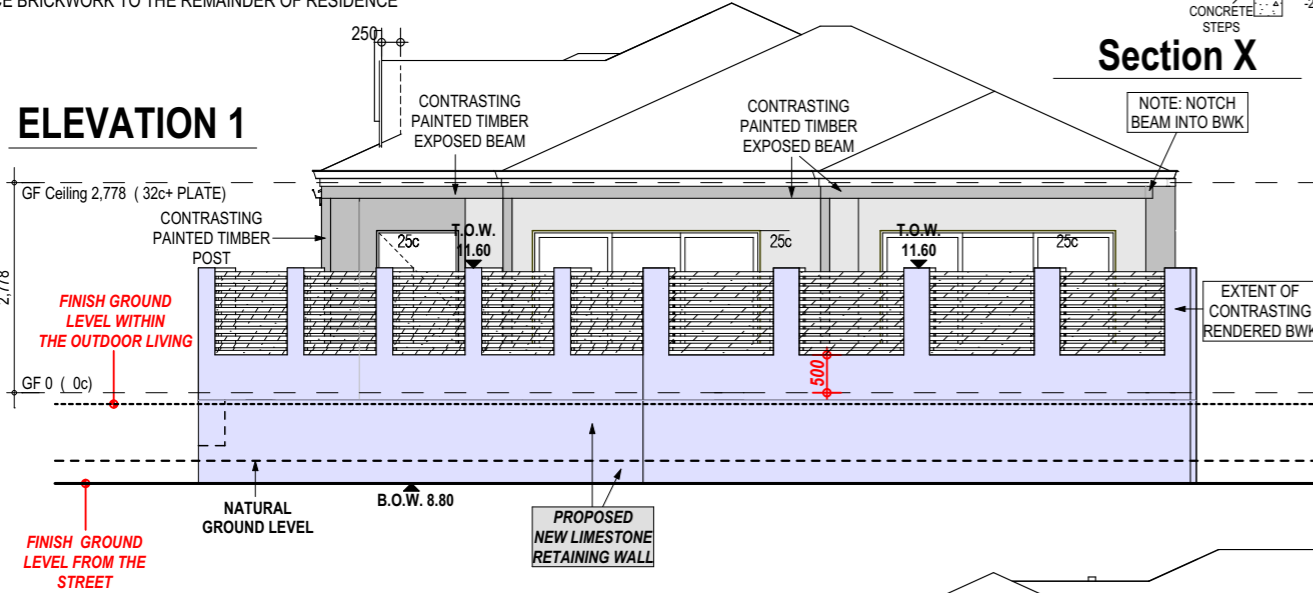 CE BRICKWORK TO THE REMAINDER OF RESIDENCE
CONCRETE
STEPS
Section X
250
ELEVATION 1
CONTRASTING
PAINTED TIMBER
EXPOSED BEAM
CONTRASTING
PAINTED TIMBER
EXPOSED BEAM
NOTE: NOTCH
BEAM INTO BWK
GF Ceiling 2,778 ( 32c+ PLATE)
CONTRASTING
PAINTED TIMBER
POST
25c
T.O.W.
11.60
25c
T.O.W.
11.60
25c
2,778
FINISH GROUND
LEVEL WITHIN
THE OUTDOOR LIVING
EXTENT OF
CONTRASTING
RENDERED BWK
500
GF 0 ( 0c)
NATURAL
GROUND LEVEL
B.O.W. 8.80
PROPOSED
NEW LIMESTONE
RETAINING WALL
FINISH GROUND
LEVEL FROM THE
STREET